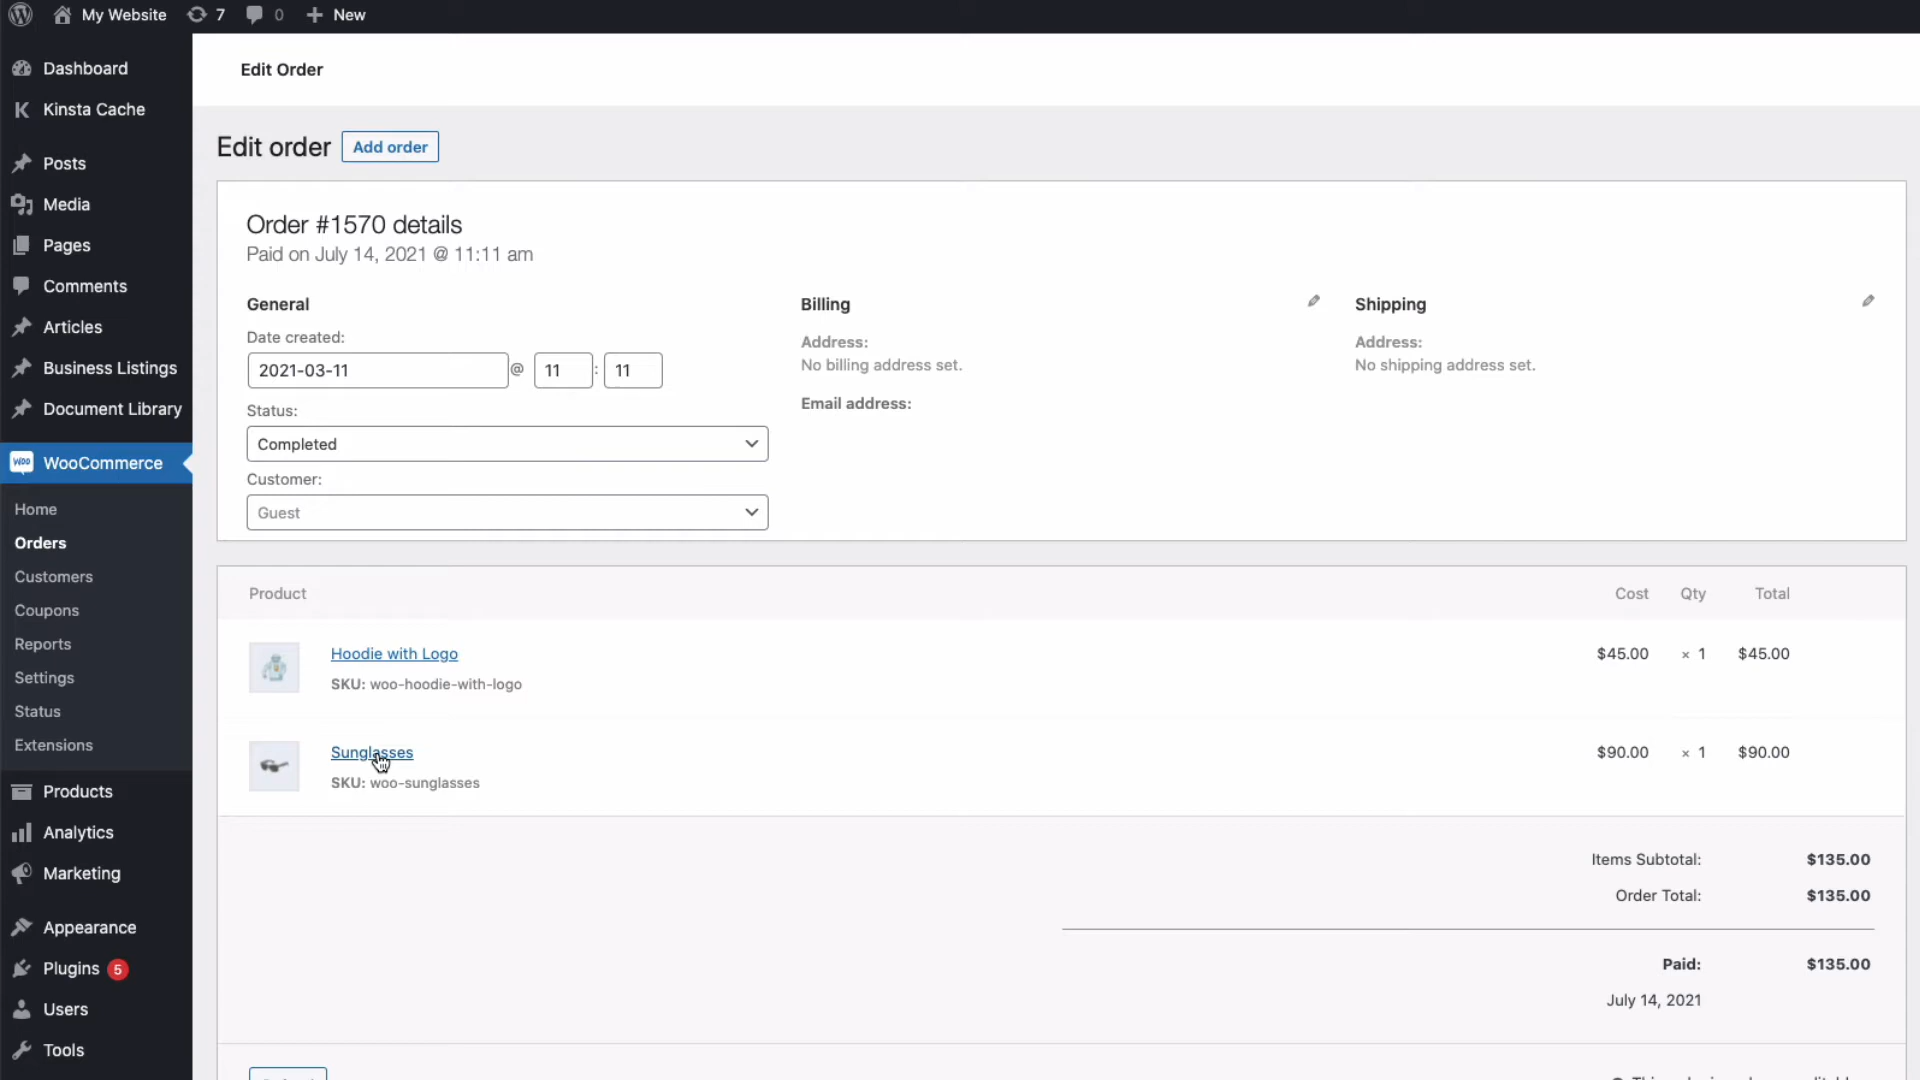 My Website
7
0
New
Dashboard
Kinsta Cache
Posts
Media
Pages
Comments
Articles
Business Listings
Document Library
WooCommerce
Home
Orders
Customers
Coupons
Reports
Settings
Status
Extensions
Products
Analytics
Marketing
Appearance
Plugins 5
Users
Tools
Edit Order
Edit order Add order
Order #1570 details
Paid on July 14, 2021 @ 11:11 am
General
Date created:
2021-03-11 @ 11 : 11
Status:
Completed
Customer:
Guest
Billing
Address:
No billing address set.
Email address:
Shipping
Address:
No shipping address set.
Product Cost Qty Total
Hoodie with Logo $45.00 × 1 $45.00
SKU: woo-hoodie-with-logo
Sunglasses $90.00 × 1 $90.00
SKU: woo-sunglasses
Items Subtotal: $135.00
Order Total: $135.00
Paid: $135.00
July 14, 2021